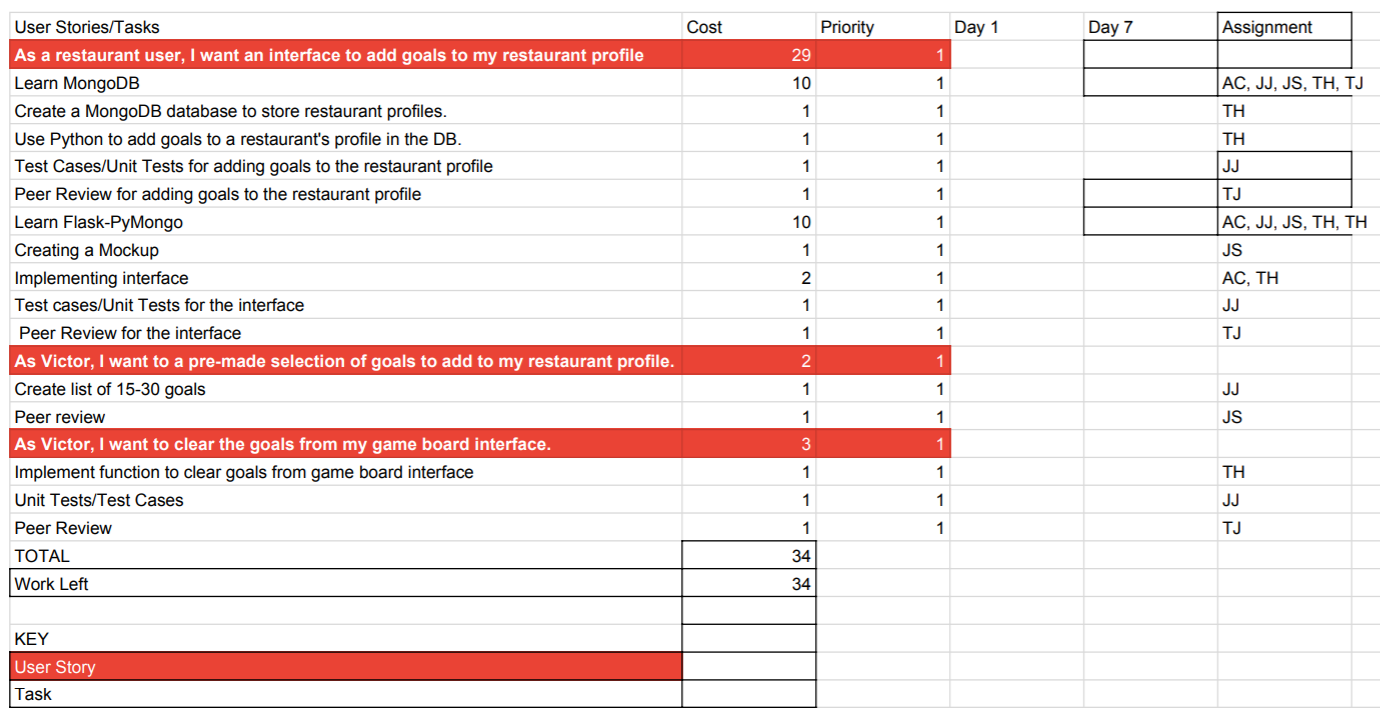 User Stories/Tasks Cost Priority Day 1 Day 7 Assignment
As a restaurant user, I want an interface to add goals to my restaurant profile 29 1
Learn MongoDB 10 1 AC, JJ, JS, TH, TJ
Create a MongoDB database to store restaurant profiles. 1 1 TH
Use Python to add goals to a restaurant's profile in the DB. 1 1 TH
Test Cases/Unit Tests for adding goals to the restaurant profile 1 1 JJ
Peer Review for adding goals to the restaurant profile 1 1 TJ
Learn Flask-PyMongo 10 1 AC, JJ, JS, TH, TH
Creating a Mockup 1 1 JS
Implementing interface 2 1 AC, TH
Test cases/Unit Tests for the interface 1 1 JJ
Peer Review for the interface 1 1 TJ
As Victor, I want to a pre-made selection of goals to add to my restaurant profile. 2 1
Create list of 15-30 goals 1 1 JJ
Peer review 1 1 JS
As Victor, I want to clear the goals from my game board interface. 3 1
Implement function to clear goals from game board interface 1 1 TH
Unit Tests/Test Cases 1 1 JJ
Peer Review 1 1 TJ
TOTAL 34
Work Left 34
KEY
User Story
Task